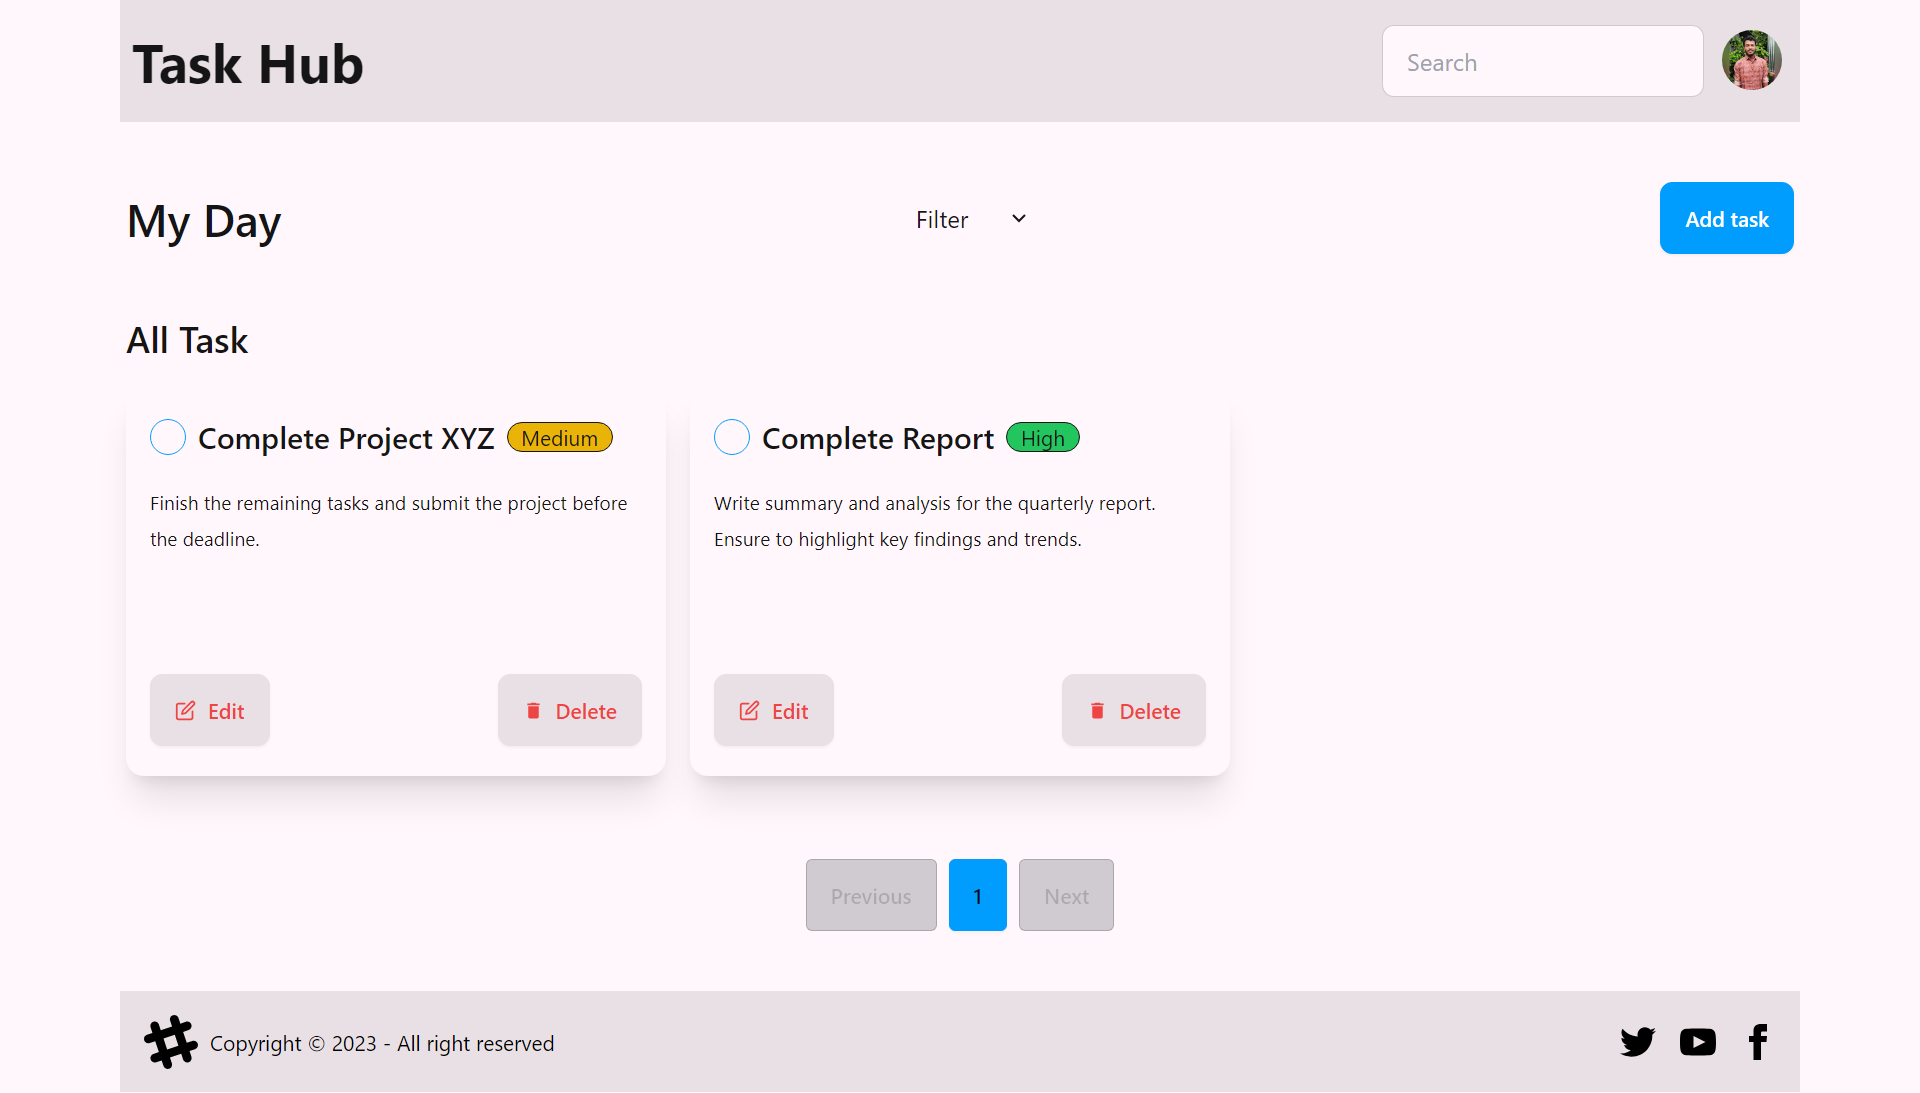 Task Hub
Search
My Day
Filter
Add task
All Task
Complete Project XYZ
Medium
Finish the remaining tasks and submit the project before
the deadline.
Edit
Delete
Complete Report
High
Write summary and analysis for the quarterly report.
Ensure to highlight key findings and trends.
Edit
Delete
Previous
1
Next
Copyright © 2023 - All right reserved